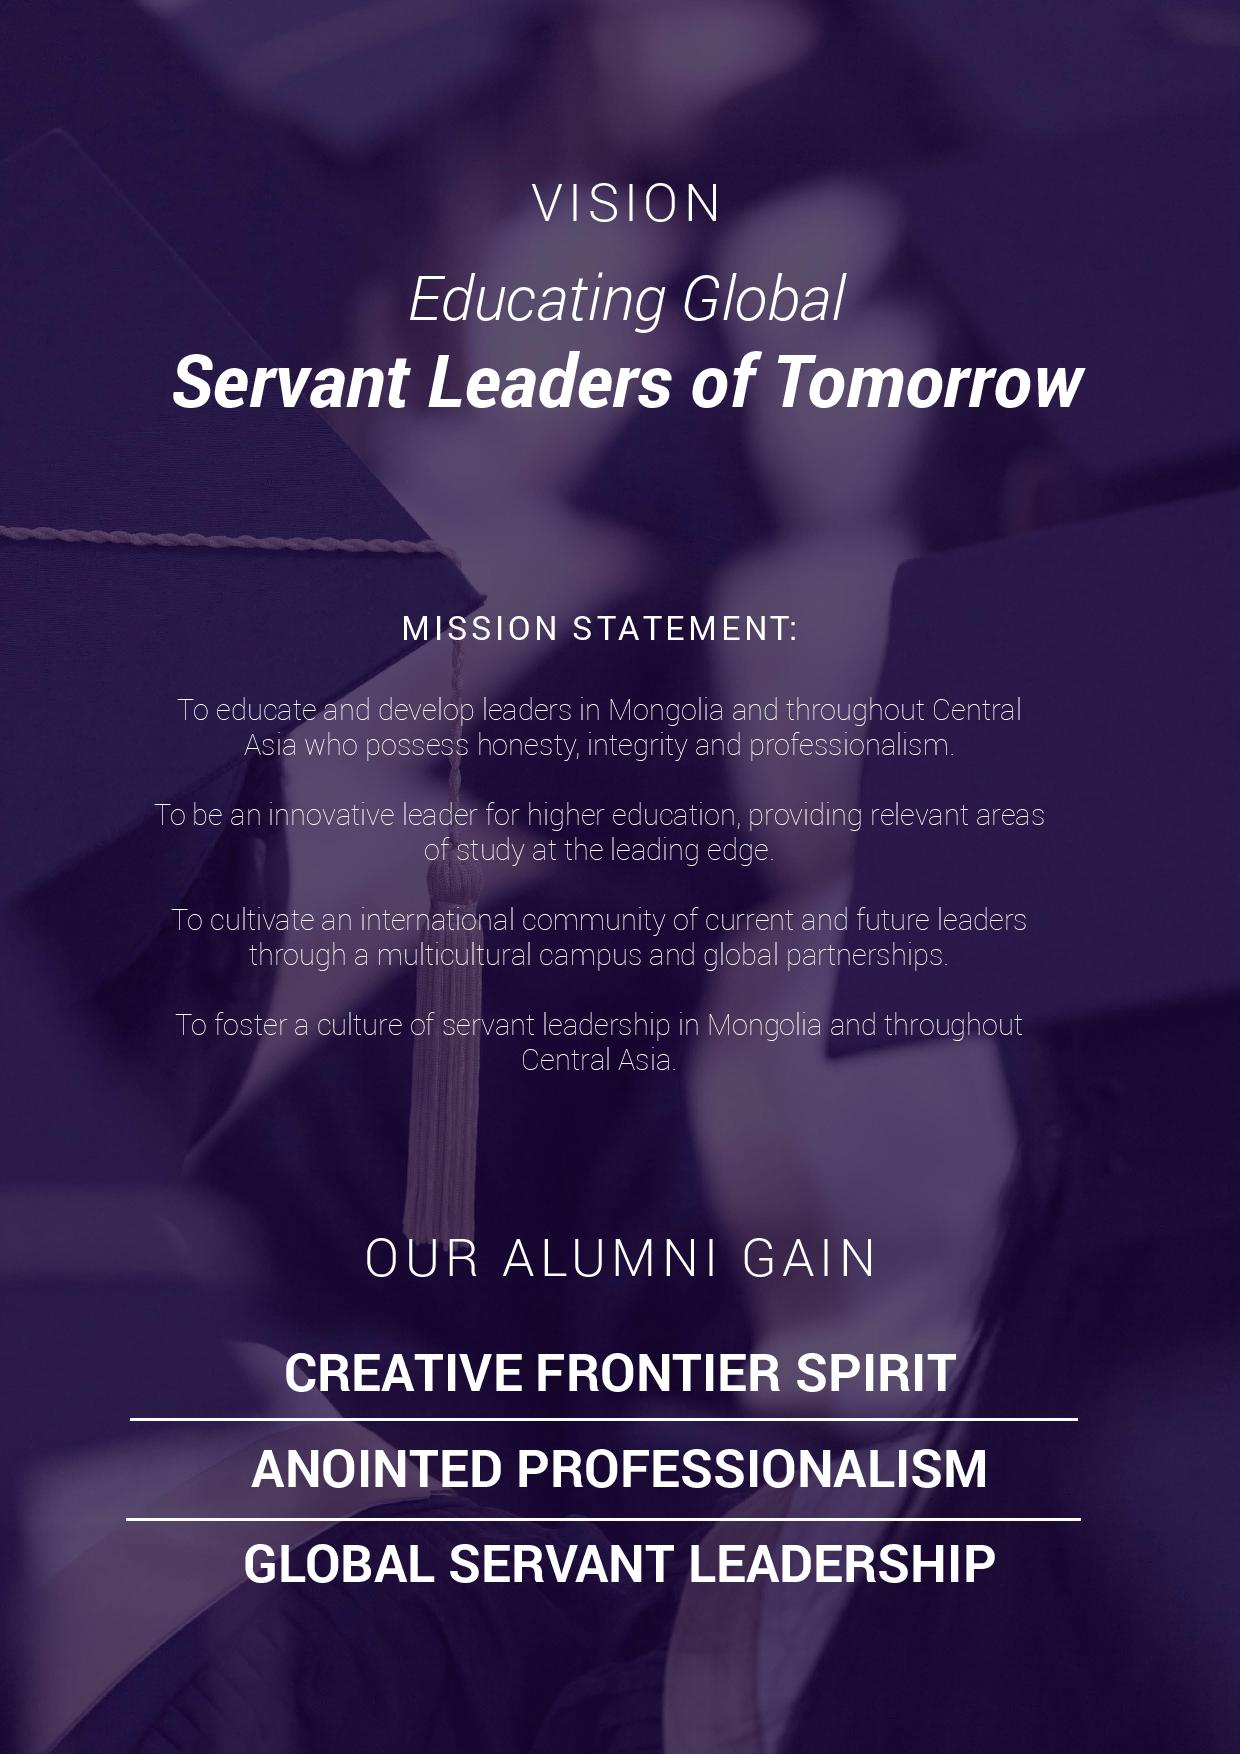 VISION
Educating Global
Servant Leaders of Tomorrow
MISSION STATEMENT:
To educate and develop leaders in Mongolia and throughout Central
Asia who possess honesty, integrity and professionalism.
To be an innovative leader for higher education, providing relevant areas
of study at the leading edge.
To cultivate an international community of current and future leaders
through a multicultural campus and global partnerships.
To foster a culture of servant leadership in Mongolia and throughout
Central Asia.
OUR ALUMNI GAIN
CREATIVE FRONTIER SPIRIT
ANOINTED PROFESSIONALISM
GLOBAL SERVANT LEADERSHIP